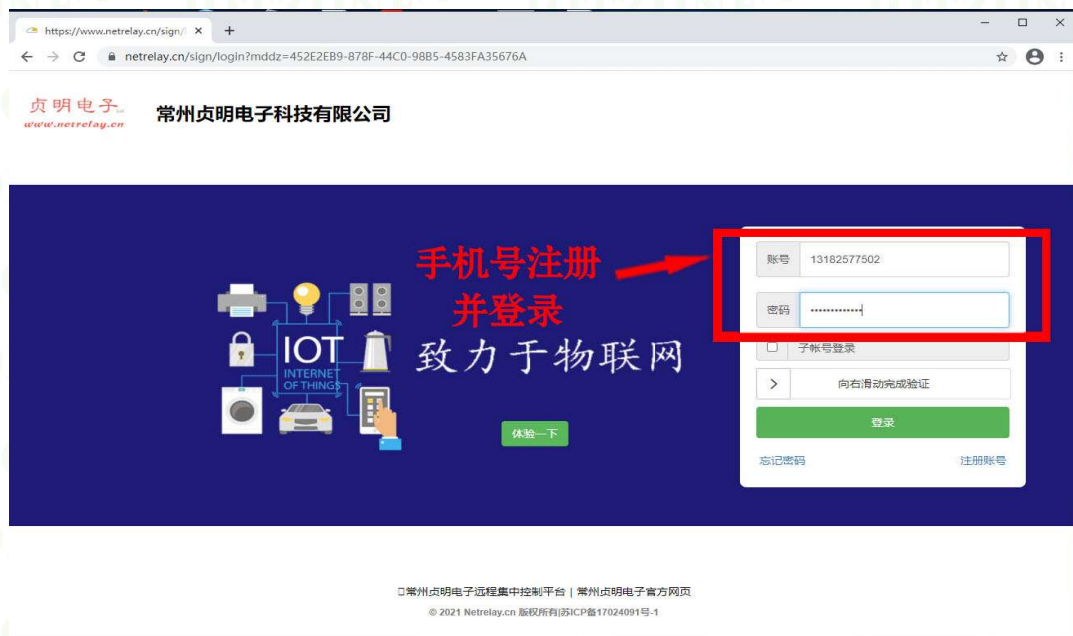 https://www.netrelay.cn/sign/l
netrelay.cn/sign/login?mddz=452E2EB9-878F-44C0-98B5-4583FA35676A
贞明电子
www.netrelay.cn
常州贞明电子科技有限公司
手机号注册
并登录
账号 13182577502
密码 •••••••••••••
子帐号登录
> 向右滑动完成验证
登录
忘记密码 注册账号
IOT
INTERNET
OF THINGS
致力于物联网
体验一下
常州贞明电子远程集中控制平台 | 常州贞明电子官方网页
© 2021 Netrelay.cn 版权所有|苏ICP备17024091号-1